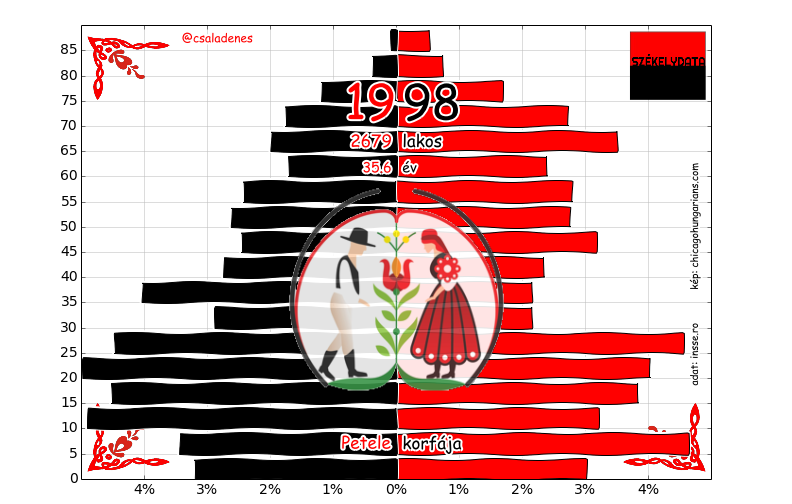 @csaladenes
SZÉKELYDATA
1998
2679 lakos
35.6 év
kép: chicagohungarians.com
adat: insse.ro
Petele korfája
85
80
75
70
65
60
55
50
45
40
35
30
25
20
15
10
5
0
4% 3% 2% 1% 0% 1% 2% 3% 4%